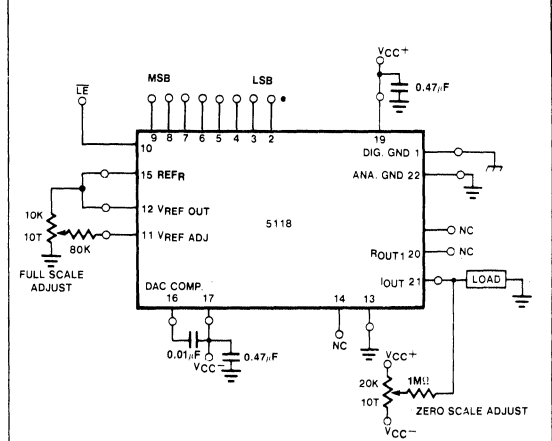 VCC+
MSB LSB
LE
0.47μF
9 8 7 6 5 4 3 2
19
10
DIG. GND 1
15 REFR
ANA. GND 22
10K
10T
12 VREF OUT
5118
NC
11 VREF ADJ
80K
ROUT1 20
NC
FULL SCALE
ADJUST
IOUT 21
LOAD
DAC COMP.
16 17
14 13
0.01μF
0.47μF
VCC−
NC
VCC+
20K
10T
1MΩ
ZERO SCALE ADJUST
VCC−